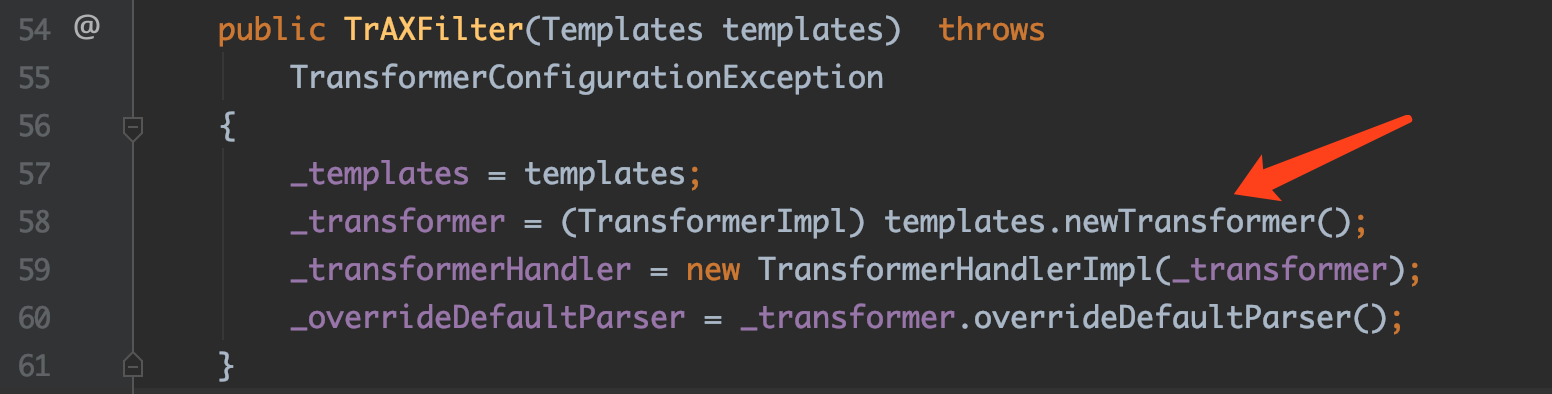 54 @ public TrAXFilter(Templates templates)  throws
55 TransformerConfigurationException
56 {
57 _templates = templates;
58 _transformer = (TransformerImpl) templates.newTransformer();
59 _transformerHandler = new TransformerHandlerImpl(_transformer);
60 _overrideDefaultParser = _transformer.overrideDefaultParser();
61 }